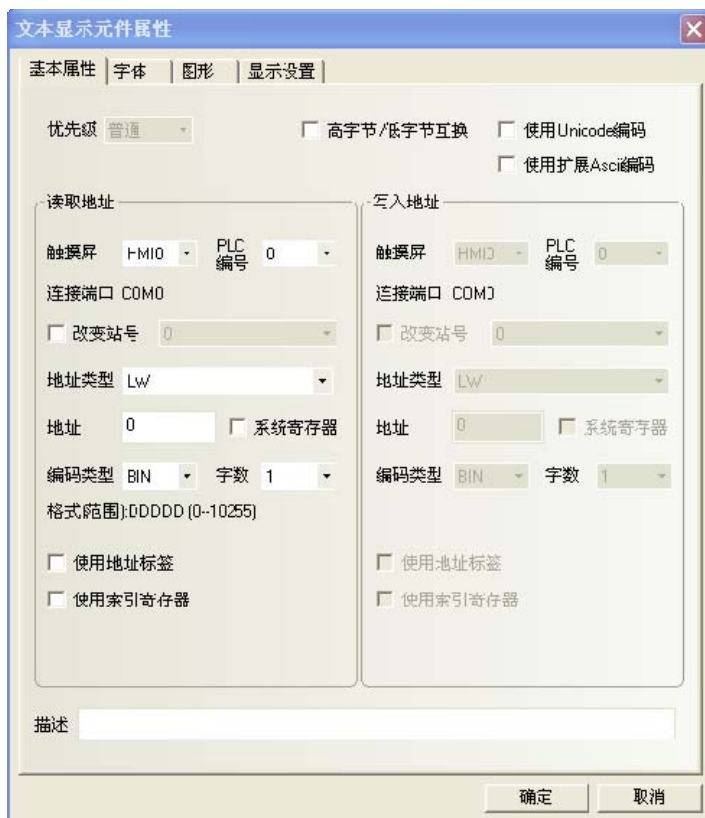 文本显示元件属性
基本属性 字体 图形 显示设置
优先级 普通 高字节/低字节互换 使用Unicode编码
使用扩展Ascii编码
读取地址
触摸屏 HMI0 PLC编号 0
连接端口 COM0
改变站号 0
地址类型 LW
地址 0 系统寄存器
编码类型 BIN 字数 1
格式(范围):DDDDD (0--10255)
使用地址标签
使用索引寄存器
写入地址
触摸屏 HMI0 PLC编号 0
连接端口 COM0
改变站号 0
地址类型 LW
地址 0 系统寄存器
编码类型 BIN 字数 1
使用地址标签
使用索引寄存器
描述
确定 取消